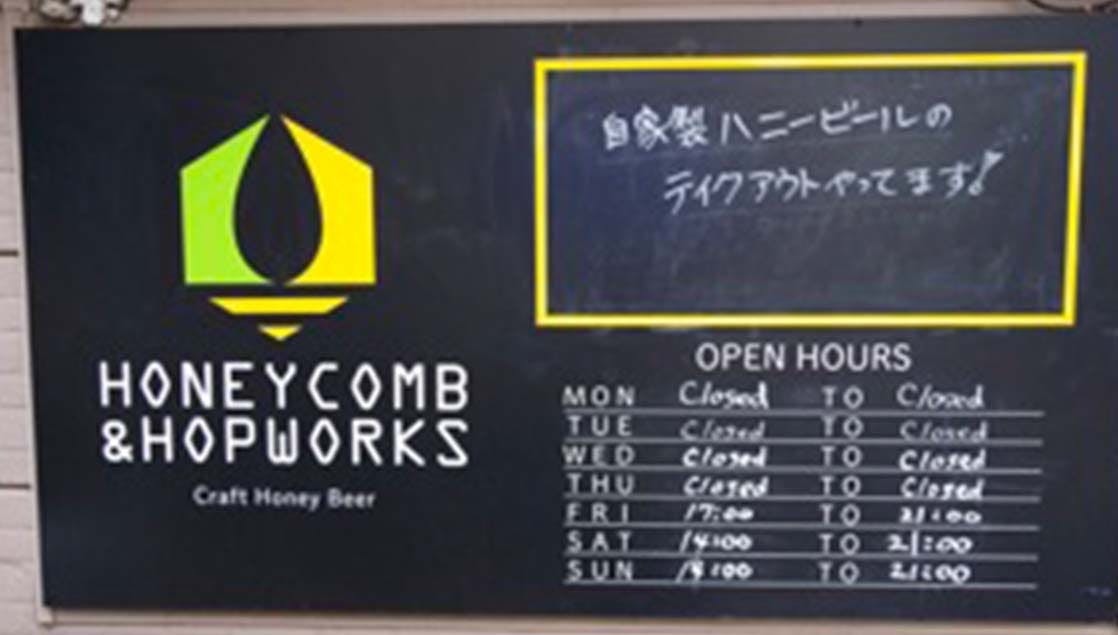 自家製ハニービールの
テイクアウトやってます!
HONEYCOMB
&HOPWORKS
Craft Honey Beer
OPEN HOURS
MON Closed TO Closed
TUE Closed TO Closed
WED Closed TO Closed
THU Closed TO Closed
FRI 17:00 TO 21:00
SAT 14:00 TO 21:00
SUN TO 21:00